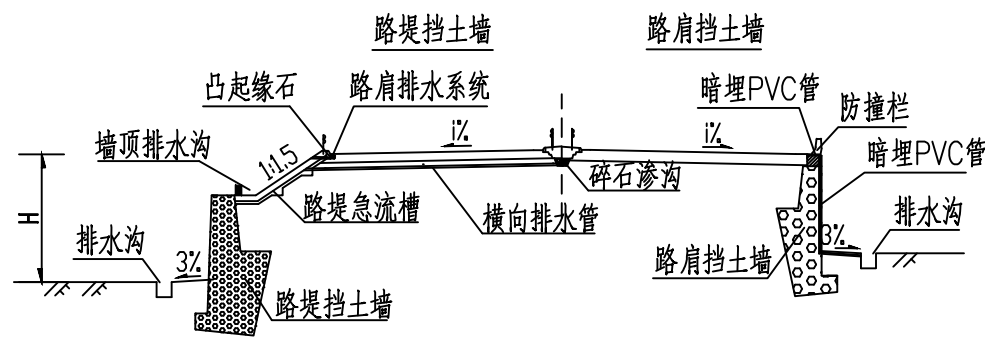 路堤挡土墙
路肩挡土墙
凸起缘石
路肩排水系统
暗埋PVC管
防撞栏
墙顶排水沟
1:1.5
i%
i%
暗埋PVC管
碎石渗沟
路堤急流槽
横向排水管
排水沟
H
排水沟
3%
3%
路肩挡土墙
路堤挡土墙